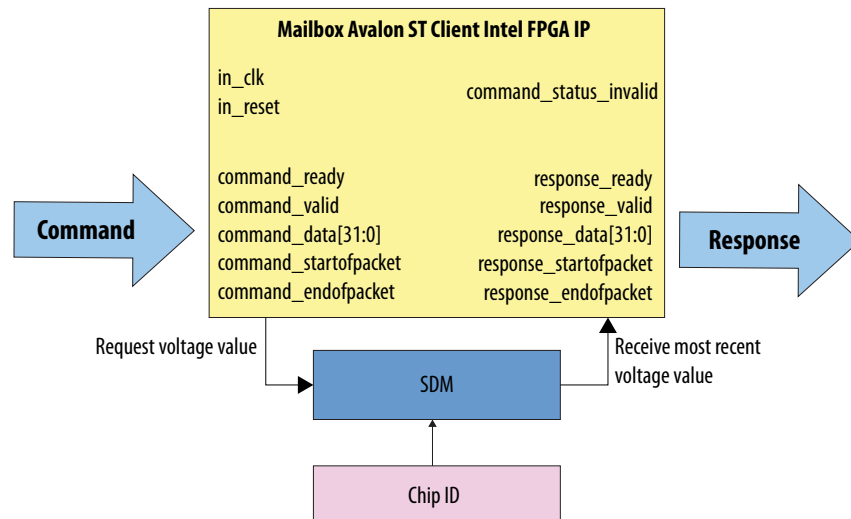 Mailbox Avalon ST Client Intel FPGA IP
in_clk
in_reset
command_status_invalid
command_ready
command_valid
command_data[31:0]
command_startofpacket
command_endofpacket
response_ready
response_valid
response_data[31:0]
response_startofpacket
response_endofpacket
Command
Response
Request voltage value
Receive most recent
voltage value
SDM
Chip ID